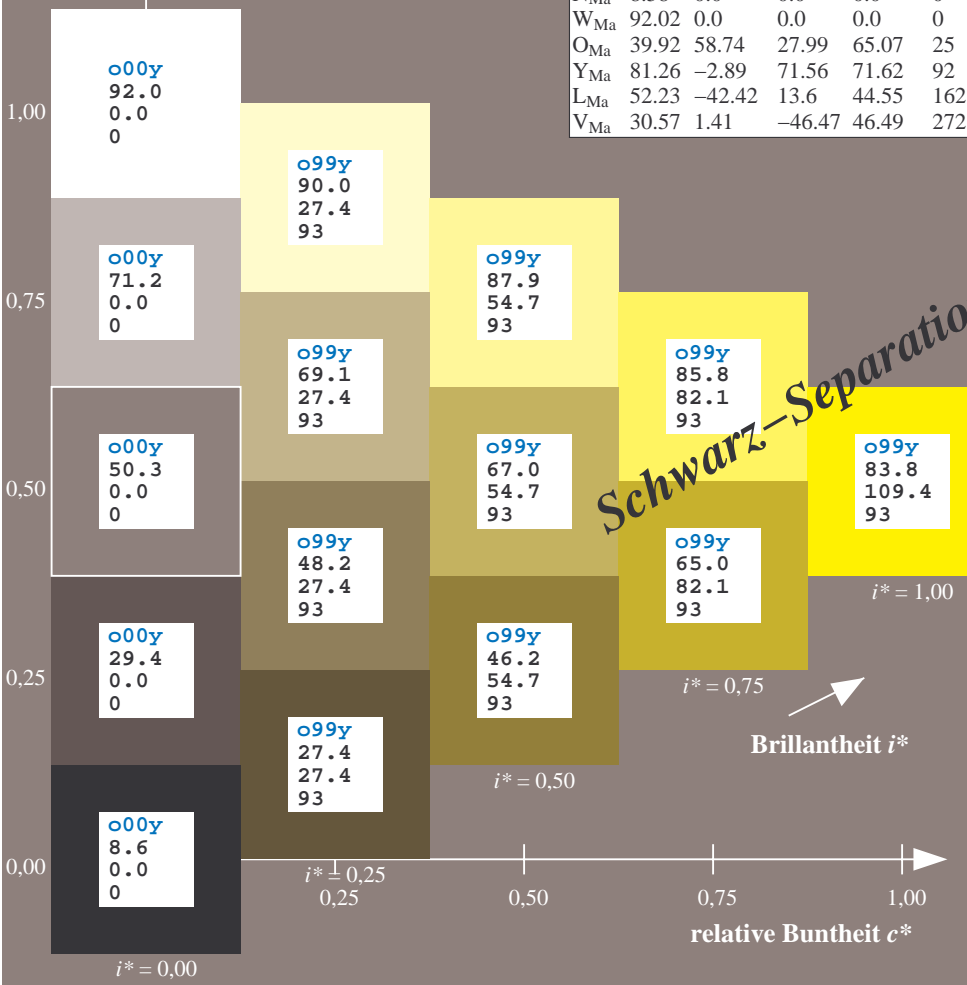 W_Ma 92.02 0.0 0.0 0.0 0
O_Ma 39.92 58.74 27.99 65.07 25
Y_Ma 81.26 −2.89 71.56 71.62 92
L_Ma 52.23 −42.42 13.6 44.55 162
V_Ma 30.57 1.41 −46.47 46.49 272
1,00
0,75
0,50
0,25
0,00
o00y
92.0
0.0
0
o00y
71.2
0.0
0
o00y
50.3
0.0
0
o00y
29.4
0.0
0
o00y
8.6
0.0
0
i* = 0,00
o99y
90.0
27.4
93
o99y
69.1
27.4
93
o99y
48.2
27.4
93
o99y
27.4
27.4
93
i* = 0,25
o99y
87.9
54.7
93
o99y
67.0
54.7
93
o99y
46.2
54.7
93
i* = 0,50
o99y
85.8
82.1
93
o99y
65.0
82.1
93
i* = 0,75
o99y
83.8
109.4
93
i* = 1,00
Schwarz–Separatio
Brillantheit i*
0,25 0,50 0,75 1,00
relative Buntheit c*